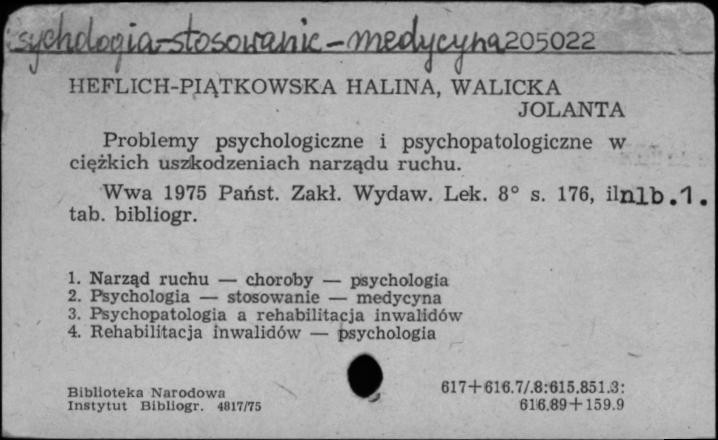 Psychologia-stosowanie-medycyna 205022
HEFLICH-PIĄTKOWSKA HALINA, WALICKA
JOLANTA
Problemy psychologiczne i psychopatologiczne w
ciężkich uszkodzeniach narządu ruchu.
Wwa 1975 Państ. Zakł. Wydaw. Lek. 8° s. 176, ilnlb.1.
tab. bibliogr.
1. Narząd ruchu — choroby — psychologia
2. Psychologia — stosowanie — medycyna
3. Psychopatologia a rehabilitacja inwalidów
4. Rehabilitacja inwalidów — psychologia
Biblioteka Narodowa
Instytut Bibliogr. 4817/75
617+616.7/.8:615.851.3:
616.89+159.9